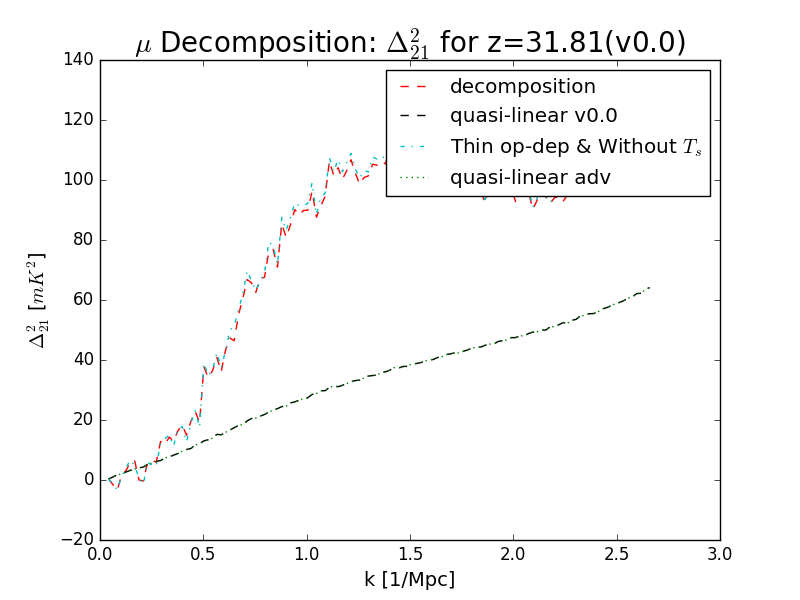 μ Decomposition: Δ²₂₁ for z=31.81(v0.0)
140
120
100
80
60
40
20
0
−20
Δ²₂₁ [mK²]
decomposition
quasi-linear v0.0
Thin op-dep & Without Tₛ
quasi-linear adv
0.0 0.5 1.0 1.5 2.0 2.5 3.0
k [1/Mpc]